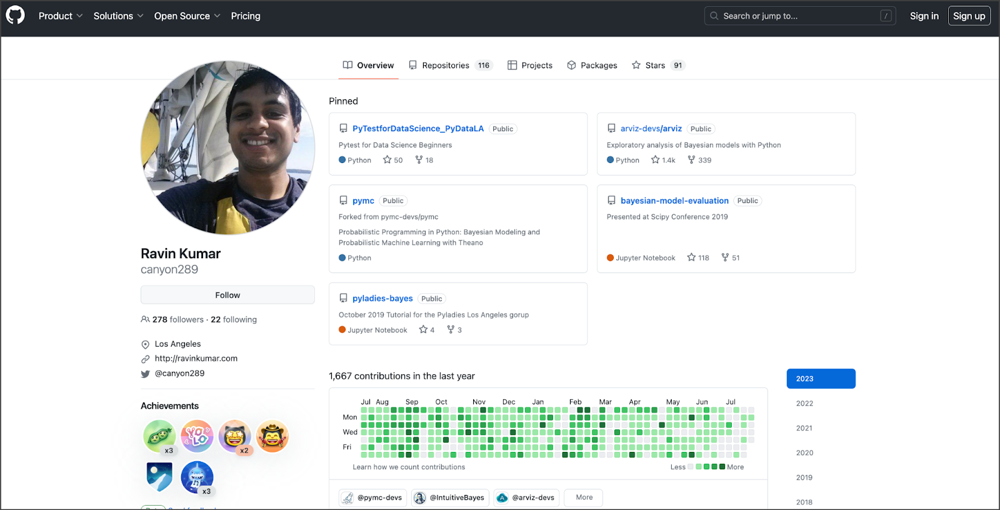 Product Solutions Open Source Pricing
Search or jump to... /
Sign in Sign up
Overview Repositories 116 Projects Packages Stars 91
Ravin Kumar
canyon289
Follow
278 followers · 22 following
Los Angeles
http://ravinkumar.com
@canyon289
Achievements
x3
YOLO
x2
x3
Pinned
PyTestforDataScience_PyDataLA Public
Pytest for Data Science Beginners
Python 50 18
arviz-devs/arviz Public
Exploratory analysis of Bayesian models with Python
Python 1.4k 339
pymc Public
Forked from pymc-devs/pymc
Probabilistic Programming in Python: Bayesian Modeling and
Probabilistic Machine Learning with Theano
Python
bayesian-model-evaluation Public
Presented at Scipy Conference 2019
Jupyter Notebook 118 51
pyladies-bayes Public
October 2019 Tutorial for the Pyladies Los Angeles gorup
Jupyter Notebook 4 3
1,667 contributions in the last year
Jul Aug Sep Oct Nov Dec Jan Feb Mar Apr May Jun Jul
Mon
Wed
Fri
Learn how we count contributions
Less More
@pymc-devs @IntuitiveBayes @arviz-devs More
2023
2022
2021
2020
2019
2018